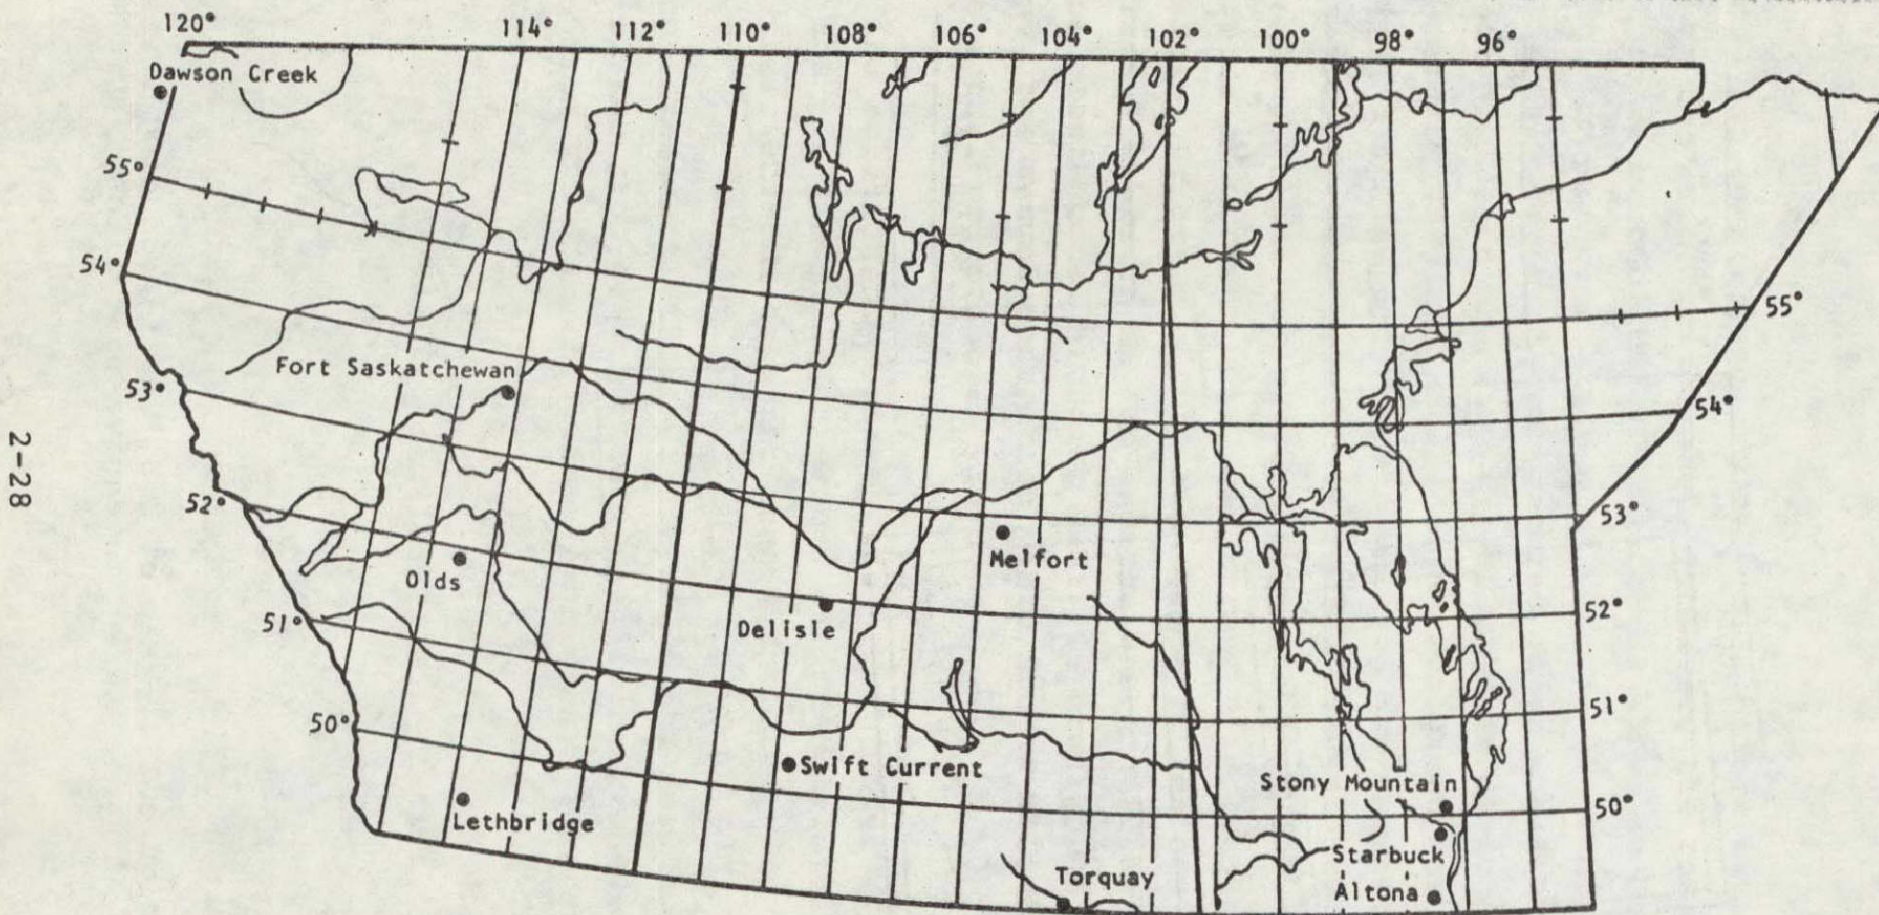 120° 114° 112° 110° 108° 106° 104° 102° 100° 98° 96°
Dawson Creek
55°
54°
55°
Fort Saskatchewan
53°
54°
2-28
52°
53°
Melfort
Olds
51°
Delisle
52°
50°
51°
Swift Current
Stony Mountain
50°
Lethbridge
Starbuck
Torquay
Altona